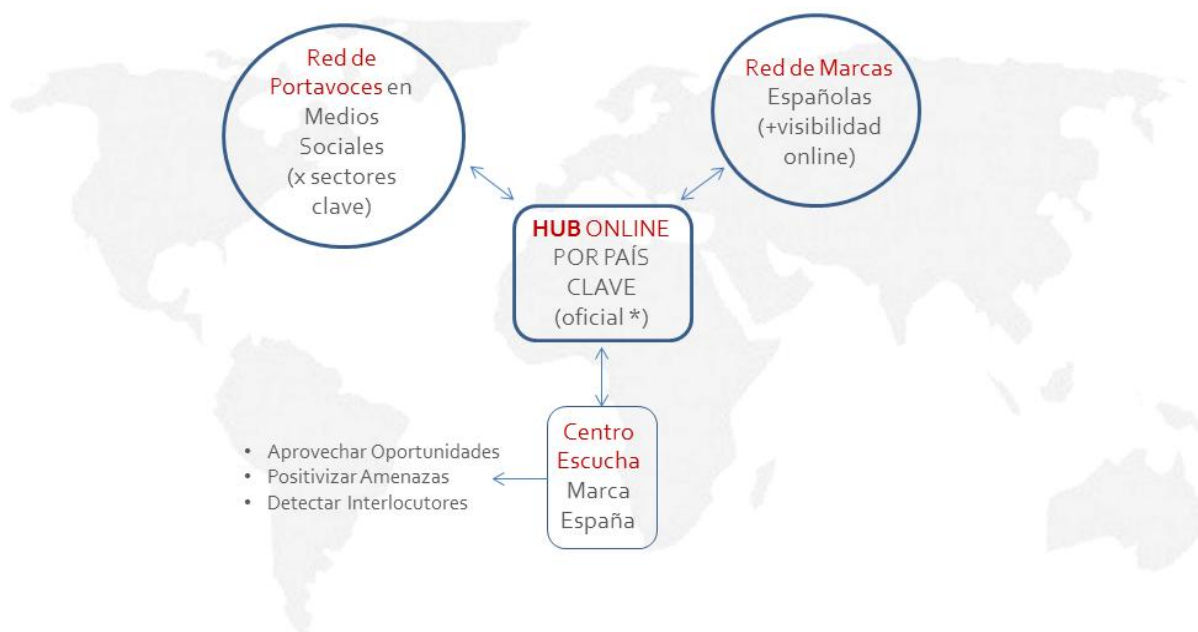 Red de
Portavoces en
Medios
Sociales
(x sectores
clave)
Red de Marcas
Españolas
(+visibilidad
online)
HUB ONLINE
POR PAÍS
CLAVE
(oficial *)
Centro
Escucha
Marca
España
• Aprovechar Oportunidades
• Positivizar Amenazas
• Detectar Interlocutores